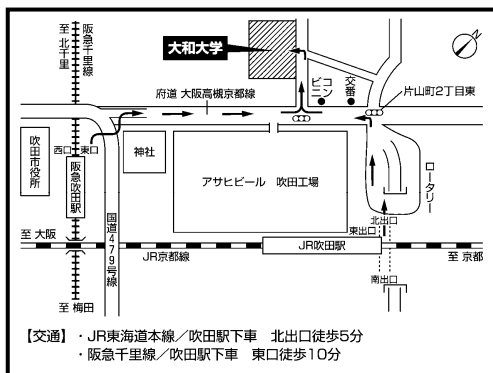 至 北千里
阪急千里線
大和大学
コンビニ
交番
片山町2丁目東
府道 大阪高槻京都線
吹田市役所
西口
東口
阪急吹田駅
神社
アサヒビール 吹田工場
ロータリー
国道479号線
北出口
東出口
至 大阪
JR京都線
JR吹田駅
至 京都
南出口
至 梅田
【交通】・JR東海道本線／吹田駅下車 北出口徒歩5分
・阪急千里線／吹田駅下車 東口徒歩10分